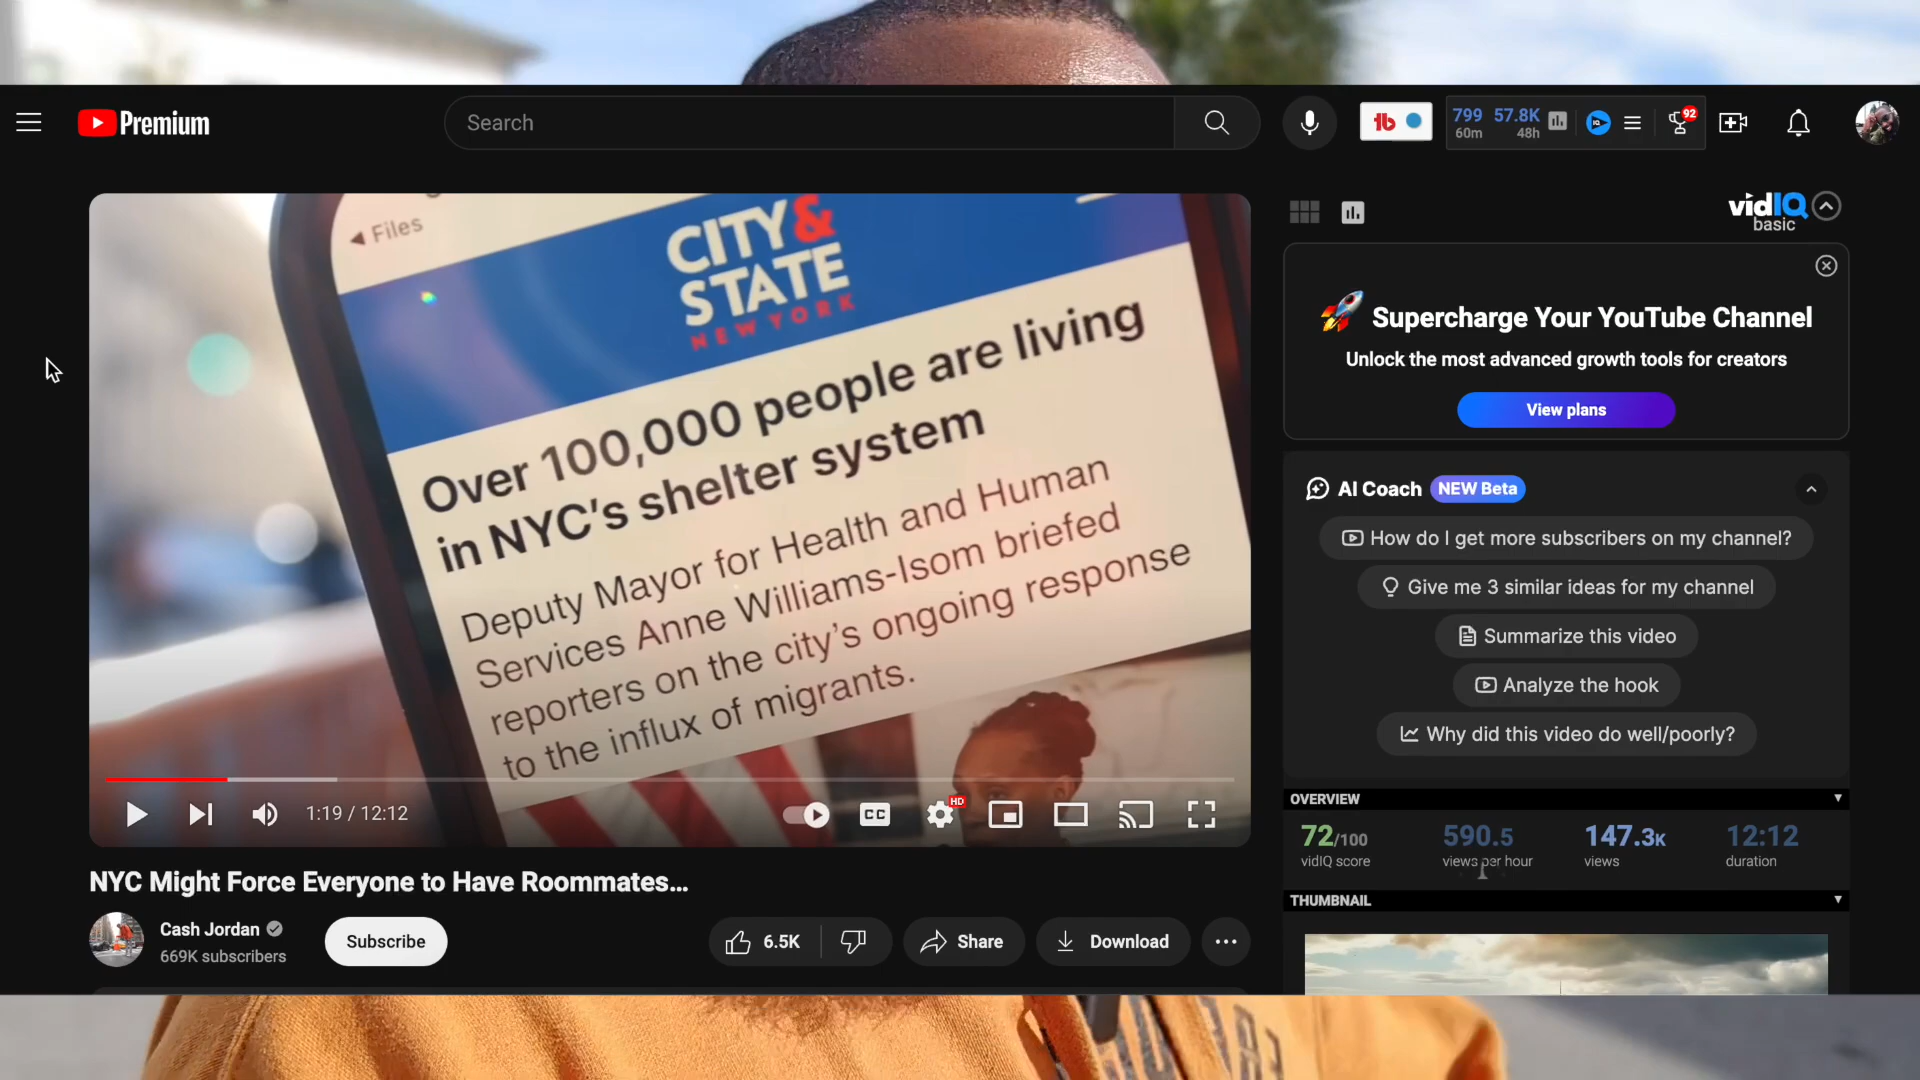 Premium
Search
799 57.8K
60m 48h
92
Files
CITY&
STATE
NEW YORK
Over 100,000 people are living
in NYC's shelter system
Deputy Mayor for Health and Human
Services Anne Williams-Isom briefed
reporters on the city's ongoing response
to the influx of migrants.
1:19 / 12:12
CC
HD
NYC Might Force Everyone to Have Roommates...
Cash Jordan
669K subscribers
Subscribe
6.5K
Share
Download
vidIQ
basic
Supercharge Your YouTube Channel
Unlock the most advanced growth tools for creators
View plans
AI Coach NEW Beta
How do I get more subscribers on my channel?
Give me 3 similar ideas for my channel
Summarize this video
Analyze the hook
Why did this video do well/poorly?
OVERVIEW
72/100 590.5 147.3K 12:12
vidIQ score views per hour views duration
THUMBNAIL